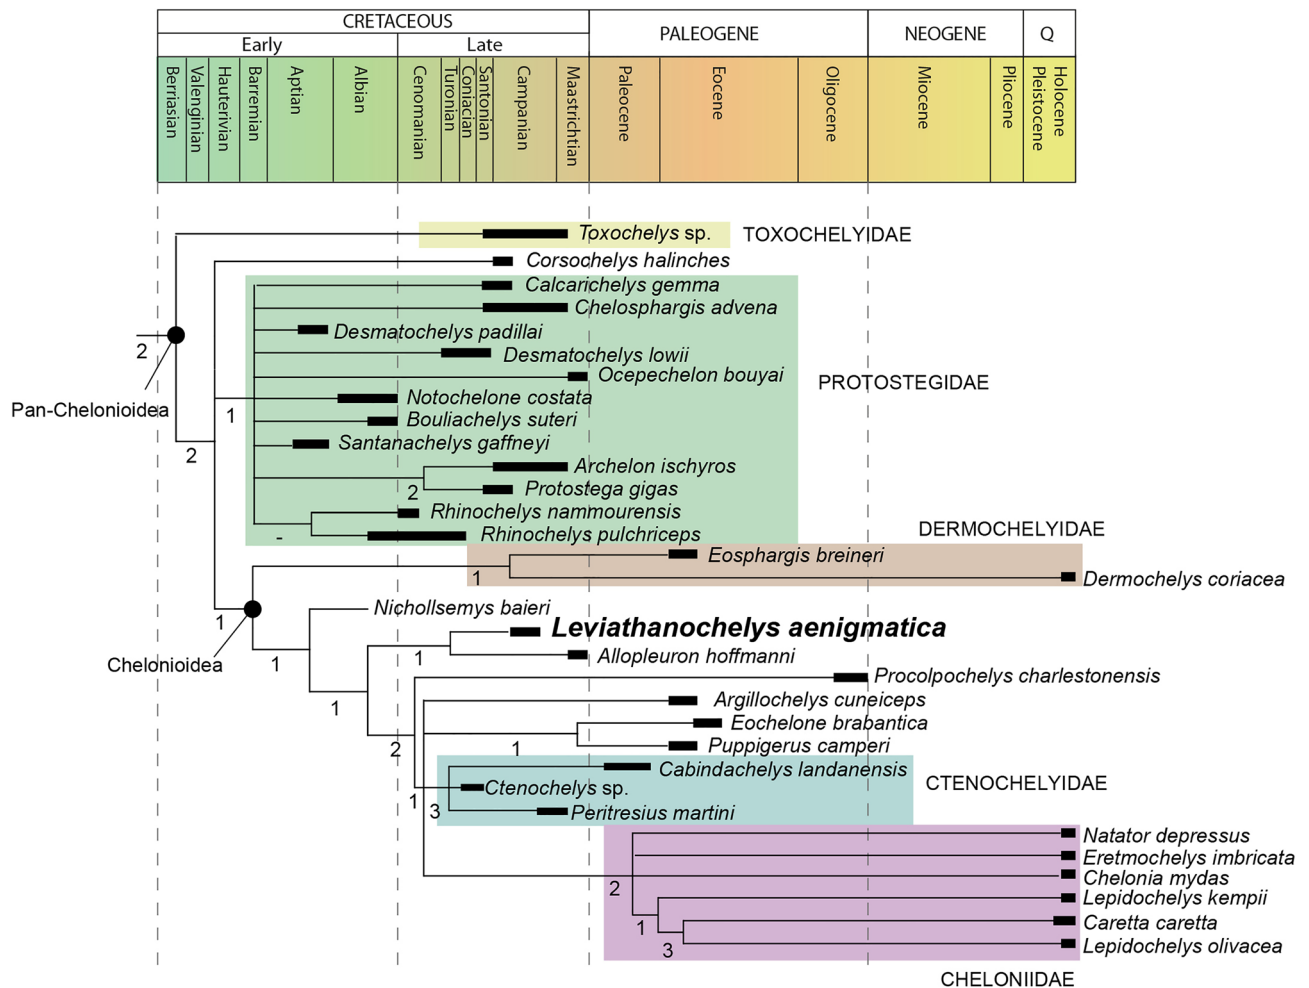 CRETACEOUS
PALEOGENE
NEOGENE
Q
Early
Late
Berriasian
Valenginian
Hauterivian
Barremian
Aptian
Albian
Cenomanian
Turonian
Coniacian
Santonian
Campanian
Maastrichtian
Paleocene
Eocene
Oligocene
Miocene
Pliocene
Pleistocene
Holocene
Toxochelys sp.
TOXOCHELYIDAE
Corsochelys halinches
Calcarichelys gemma
Chelosphargis advena
Desmatochelys padillai
2
Desmatochelys lowii
Ocepechelon bouyai
PROTOSTEGIDAE
Notochelone costata
Pan-Chelonioidea
1
Bouliachelys suteri
Santanachelys gaffneyi
2
Archelon ischyros
2
Protostega gigas
Rhinochelys nammourensis
DERMOCHELYIDAE
-
Rhinochelys pulchriceps
Eosphargis breineri
1
Dermochelys coriacea
Nichollsemys baieri
1
Leviathanochelys aenigmatica
1
Allopleuron hoffmanni
Chelonioidea
1
Procolpochelys charlestonensis
Argillochelys cuneiceps
1
Eochelone brabantica
2
1
Puppigerus camperi
Cabindachelys landanensis
CTENOCHELYIDAE
Ctenochelys sp.
1
3
Peritresius martini
Natator depressus
Eretmochelys imbricata
Chelonia mydas
2
Lepidochelys kempii
1
Caretta caretta
3
Lepidochelys olivacea
CHELONIIDAE